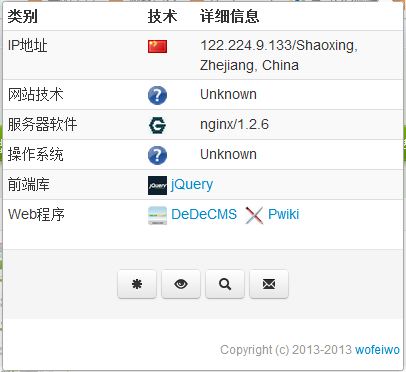 类别 技术 详细信息
IP地址 122.224.9.133/Shaoxing,
Zhejiang, China
网站技术 Unknown
服务器软件 nginx/1.2.6
操作系统 Unknown
前端库 jQuery jQuery
Web程序 DeDeCMS Pwiki
Copyright (c) 2013-2013 wofeiwo